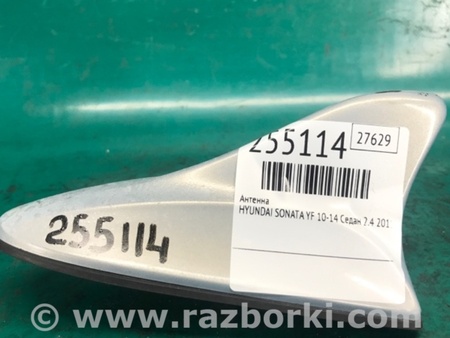 255114
27629
Антенна
HYUNDAI SONATA YF 10-14 Седан 2.4 201
255114
www.razborki.com